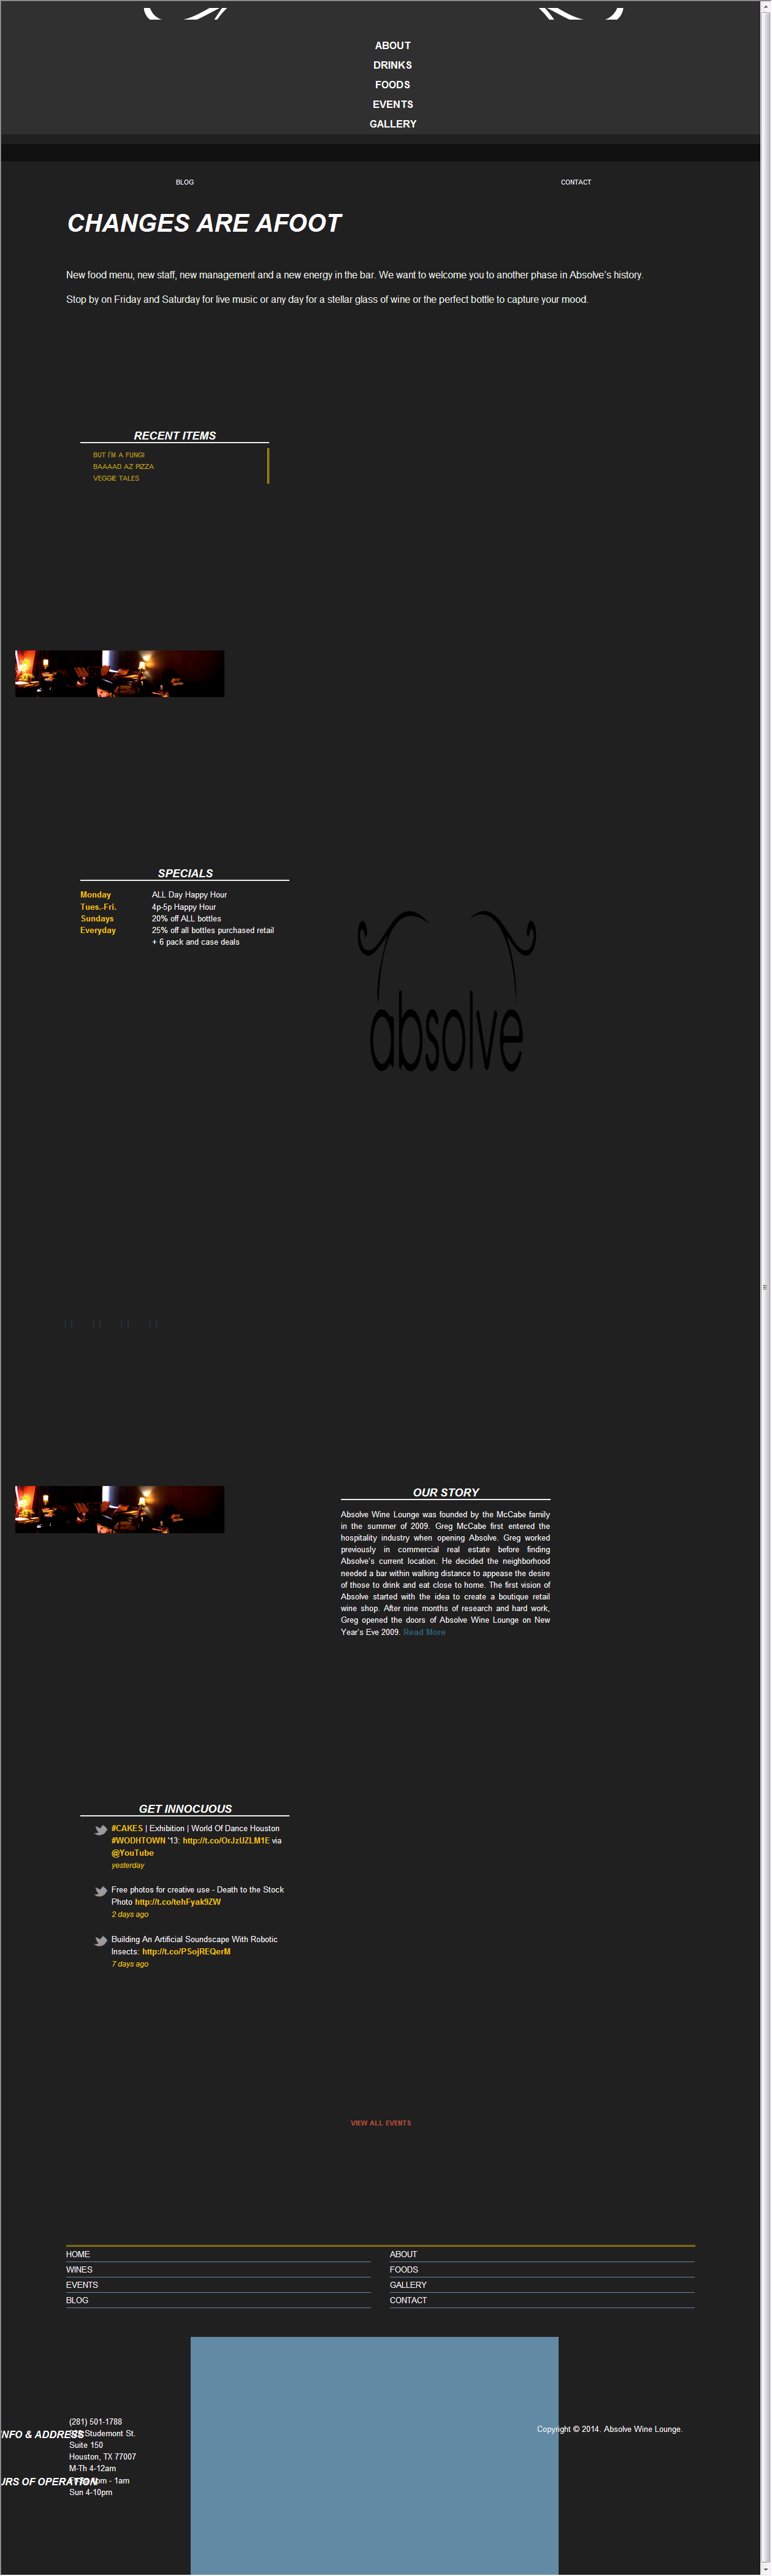 ABOUT
DRINKS
FOODS
EVENTS
GALLERY
BLOG
CONTACT
CHANGES ARE AFOOT
New food menu, new staff, new management and a new energy in the bar. We want to welcome you to another phase in Absolve's history.
Stop by on Friday and Saturday for live music or any day for a stellar glass of wine or the perfect bottle to capture your mood.
RECENT ITEMS
BUT I'M A FUNGI
BAAAAD AZ PIZZA
VEGGIE TALES
SPECIALS
Monday ALL Day Happy Hour
Tues.-Fri. 4p-5p Happy Hour
Sundays 20% off ALL bottles
Everyday 25% off all bottles purchased retail
+ 6 pack and case deals
absolve
OUR STORY
Absolve Wine Lounge was founded by the McCabe family
in the summer of 2009. Greg McCabe first entered the
hospitality industry when opening Absolve. Greg worked
previously in commercial real estate before finding
Absolve's current location. He decided the neighborhood
needed a bar within walking distance to appease the desire
of those to drink and eat close to home. The first vision of
Absolve started with the idea to create a boutique retail
wine shop. After nine months of research and hard work,
Greg opened the doors of Absolve Wine Lounge on New
Year's Eve 2009. Read More
GET INNOCUOUS
#CAKES | Exhibition | World Of Dance Houston
#WODHTOWN '13: http://t.co/OrJzUZLM1E via
@YouTube
yesterday
Free photos for creative use - Death to the Stock
Photo http://t.co/tehFyak9ZW
2 days ago
Building An Artificial Soundscape With Robotic
Insects: http://t.co/PSojREQerM
7 days ago
VIEW ALL EVENTS
HOME
ABOUT
WINES
FOODS
EVENTS
GALLERY
BLOG
CONTACT
(281) 501-1788
Studemont St.
NFO & ADDRESS
Suite 150
Houston, TX 77007
M-Th 4-12am
pm - 1am
URS OF OPERATION
Sun 4-10pm
Copyright © 2014. Absolve Wine Lounge.